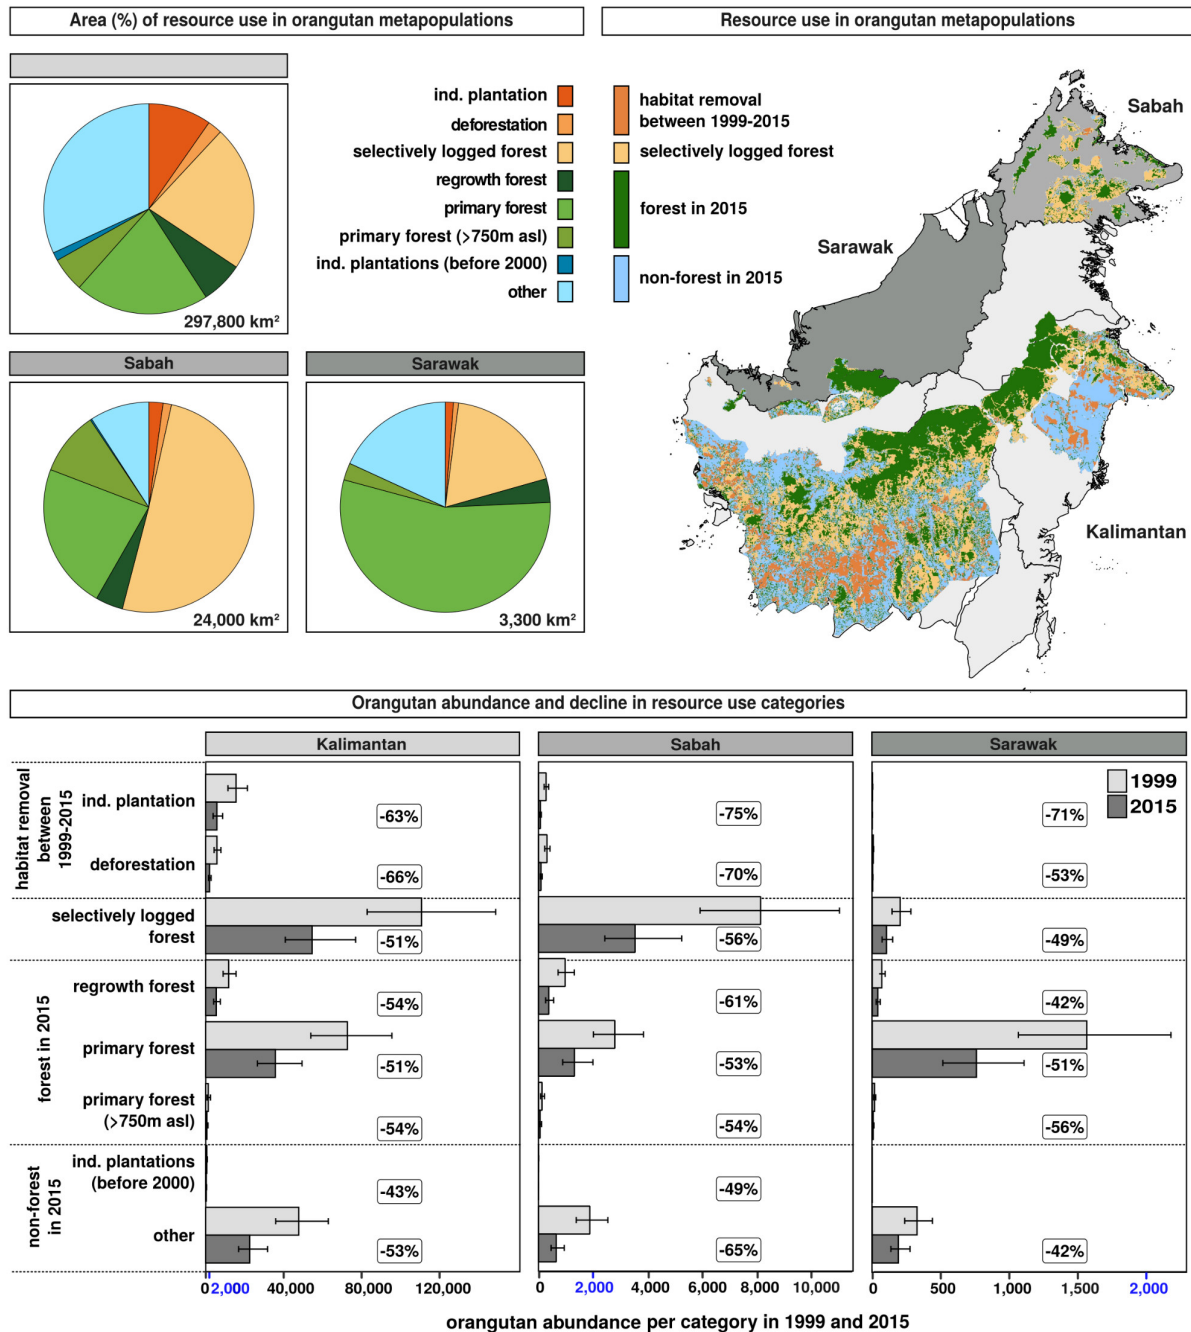 Area (%) of resource use in orangutan metapopulations
Resource use in orangutan metapopulations
ind. plantation
deforestation
selectively logged forest
regrowth forest
primary forest
primary forest (>750m asl)
ind. plantations (before 2000)
other
habitat removal
between 1999-2015
selectively logged forest
forest in 2015
non-forest in 2015
297,800 km²
Sabah
24,000 km²
Sarawak
3,300 km²
Sabah
Sarawak
Kalimantan
Orangutan abundance and decline in resource use categories
Kalimantan
Sabah
Sarawak
1999
2015
habitat removal
between
1999-2015
ind. plantation
-63%
-75%
-71%
deforestation
-66%
-70%
-53%
selectively logged
forest
-51%
-56%
-49%
forest in 2015
regrowth forest
-54%
-61%
-42%
primary forest
-51%
-53%
-51%
primary forest
(>750m asl)
-54%
-54%
-56%
non-forest
in 2015
ind. plantations
(before 2000)
-43%
-49%
other
-53%
-65%
-42%
0 2,000 40,000 80,000 120,000
0 2,000 4,000 6,000 8,000 10,000
0 500 1,000 1,500 2,000
orangutan abundance per category in 1999 and 2015